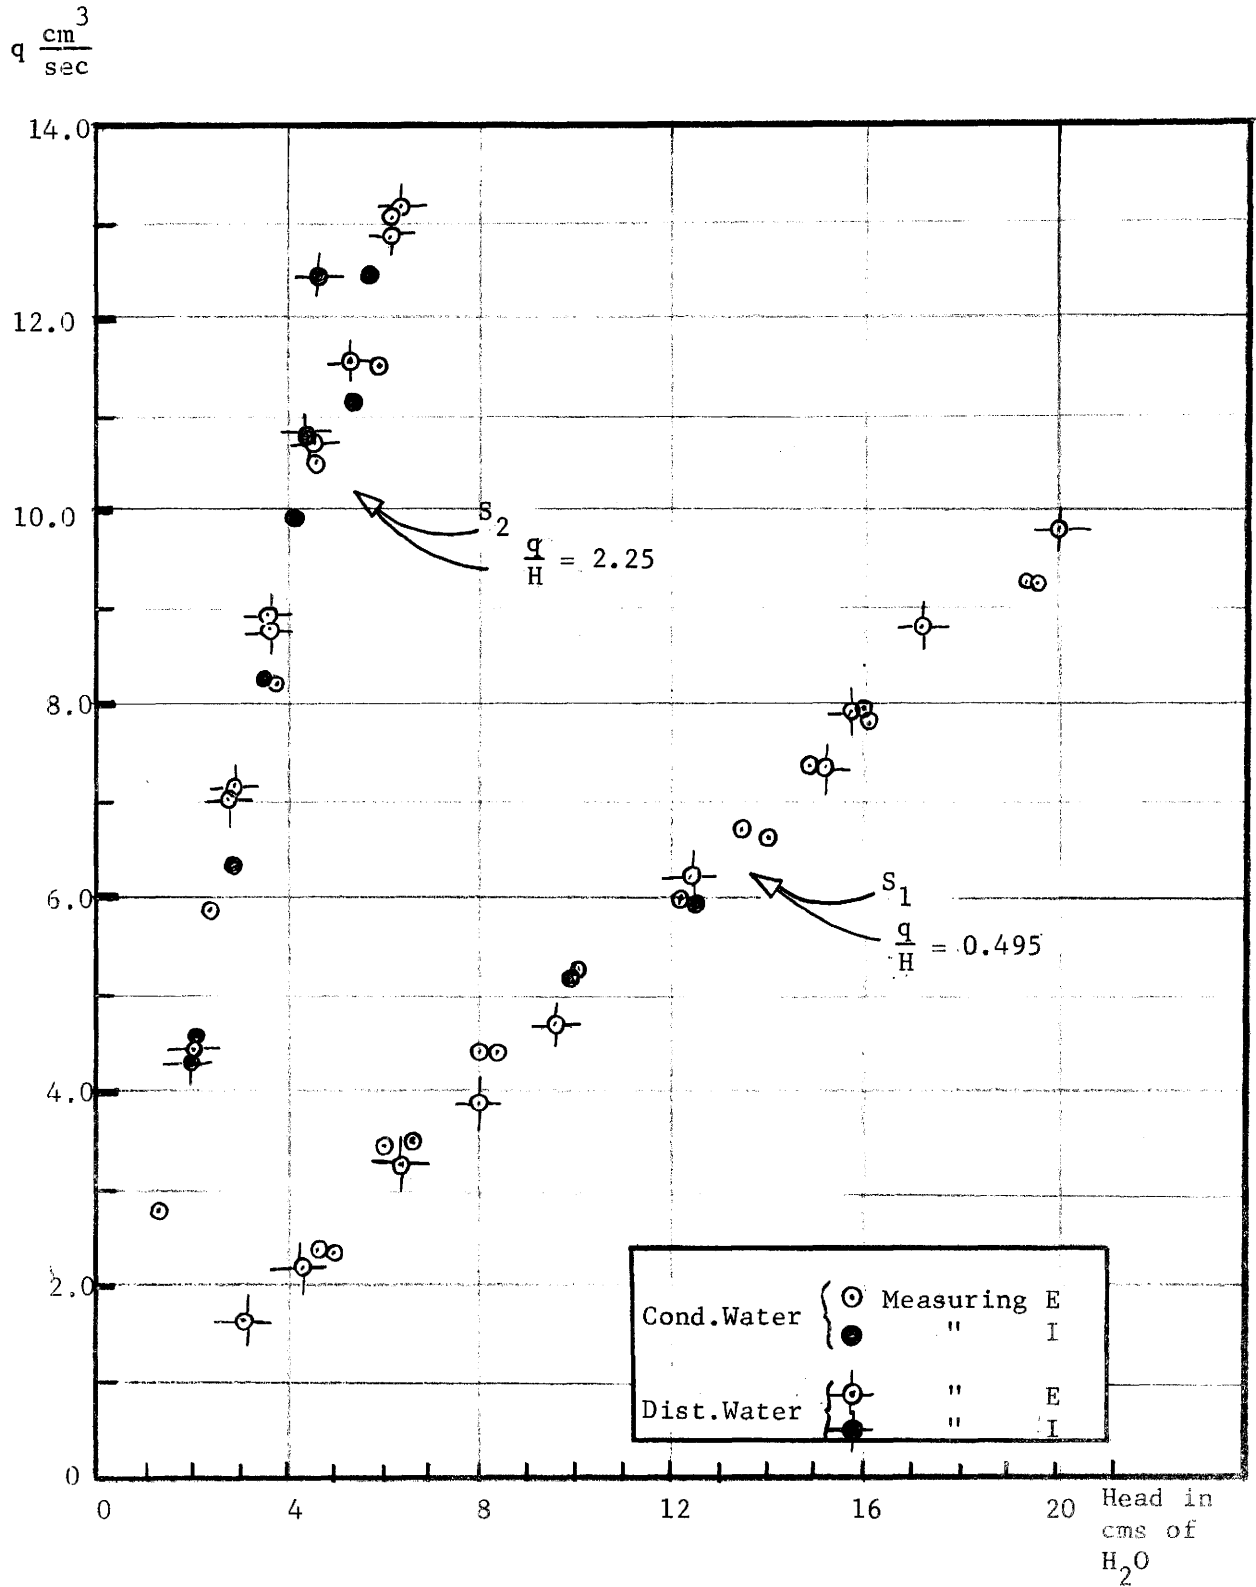 q cm³/sec
14.0
12.0
10.0
8.0
6.0
4.0
2.0
0
S₂
q/H = 2.25
S₁
q/H = 0.495
Cond.Water { Measuring E
" I
Dist.Water { " E
" I
0 4 8 12 16 20 Head in
cms of
H₂O